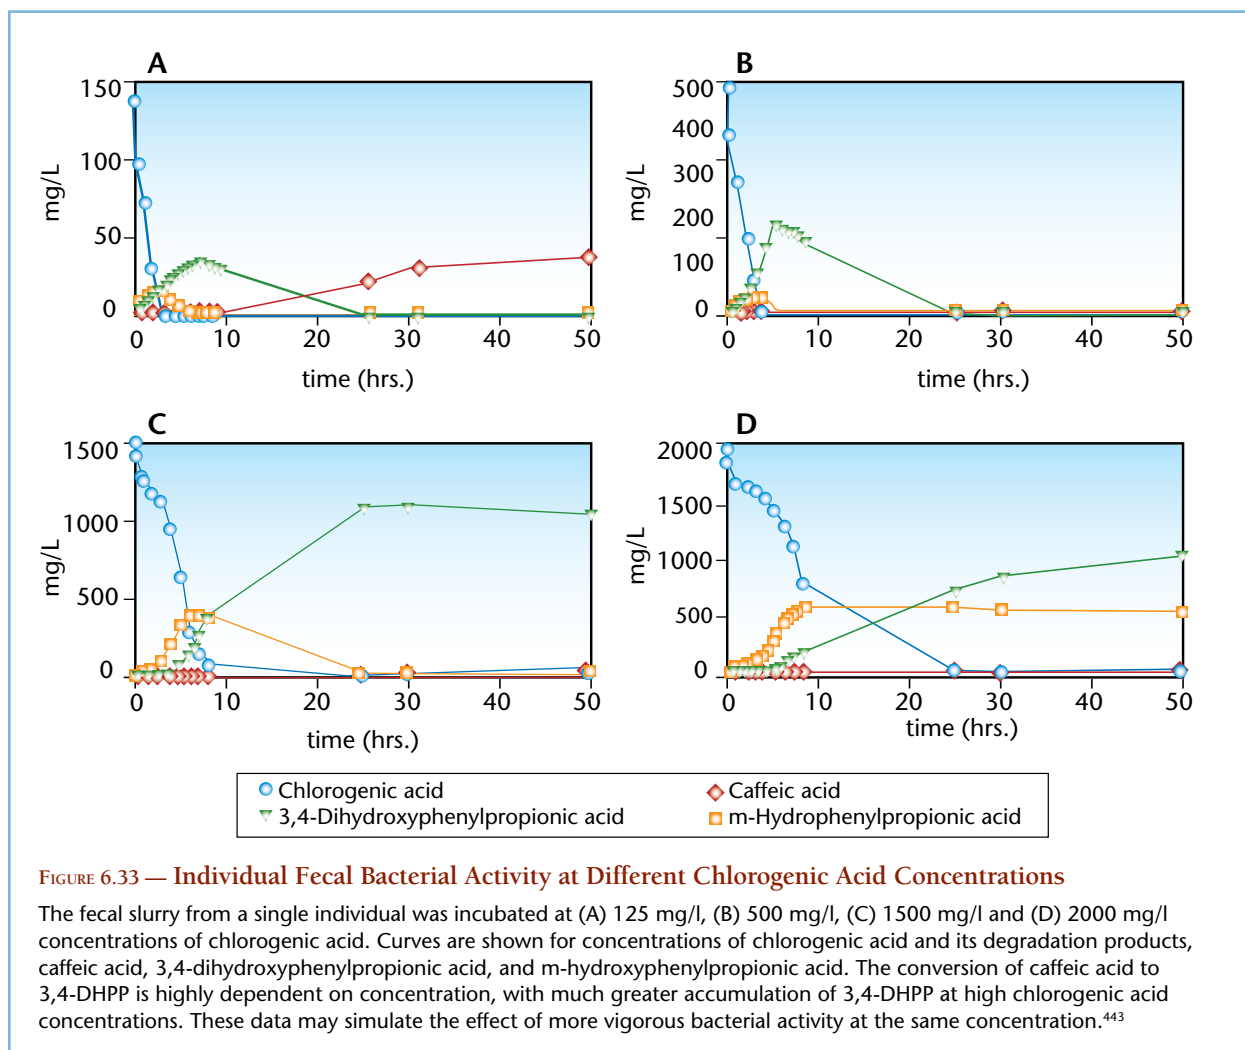 A
150
100
50
0
mg/L
0 10 20 30 40 50
time (hrs.)
B
500
400
300
200
100
0
mg/L
0 10 20 30 40 50
time (hrs.)
C
1500
1000
500
0
mg/L
0 10 20 30 40 50
time (hrs.)
D
2000
1500
1000
500
0
mg/L
0 10 20 30 40 50
time (hrs.)
Chlorogenic acid
Caffeic acid
3,4-Dihydroxyphenylpropionic acid
m-Hydrophenylpropionic acid
FIGURE 6.33 — Individual Fecal Bacterial Activity at Different Chlorogenic Acid Concentrations
The fecal slurry from a single individual was incubated at (A) 125 mg/l, (B) 500 mg/l, (C) 1500 mg/l and (D) 2000 mg/l
concentrations of chlorogenic acid. Curves are shown for concentrations of chlorogenic acid and its degradation products,
caffeic acid, 3,4-dihydroxyphenylpropionic acid, and m-hydroxyphenylpropionic acid. The conversion of caffeic acid to
3,4-DHPP is highly dependent on concentration, with much greater accumulation of 3,4-DHPP at high chlorogenic acid
concentrations. These data may simulate the effect of more vigorous bacterial activity at the same concentration.443